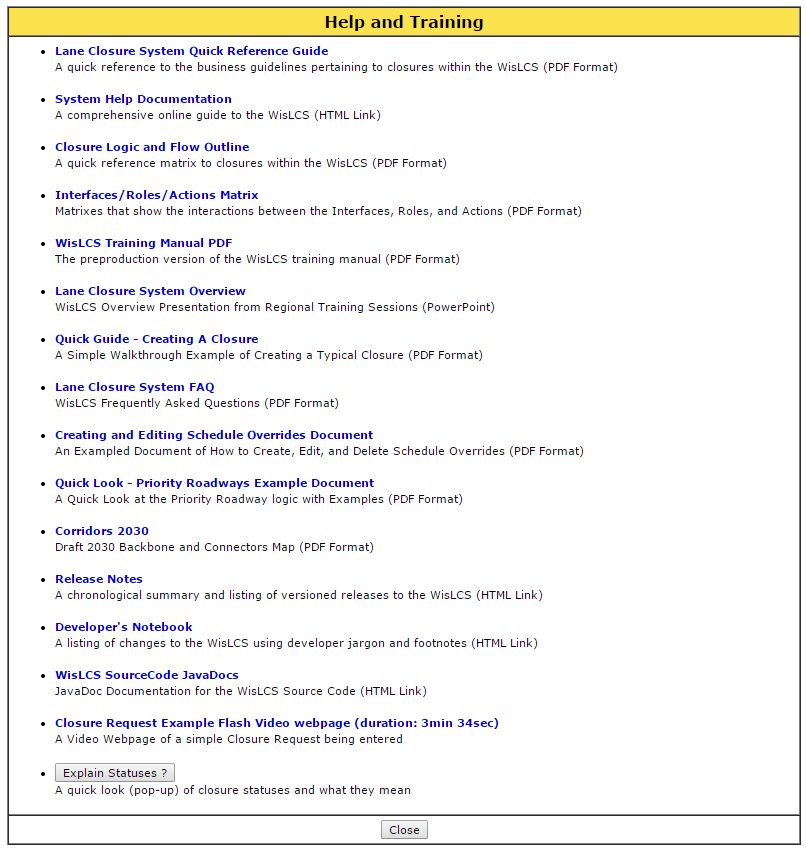 Help and Training
Lane Closure System Quick Reference Guide
A quick reference to the business guidelines pertaining to closures within the WisLCS (PDF Format)
System Help Documentation
A comprehensive online guide to the WisLCS (HTML Link)
Closure Logic and Flow Outline
A quick reference matrix to closures within the WisLCS (PDF Format)
Interfaces/Roles/Actions Matrix
Matrixes that show the interactions between the Interfaces, Roles, and Actions (PDF Format)
WisLCS Training Manual PDF
The preproduction version of the WisLCS training manual (PDF Format)
Lane Closure System Overview
WisLCS Overview Presentation from Regional Training Sessions (PowerPoint)
Quick Guide - Creating A Closure
A Simple Walkthrough Example of Creating a Typical Closure (PDF Format)
Lane Closure System FAQ
WisLCS Frequently Asked Questions (PDF Format)
Creating and Editing Schedule Overrides Document
An Exampled Document of How to Create, Edit, and Delete Schedule Overrides (PDF Format)
Quick Look - Priority Roadways Example Document
A Quick Look at the Priority Roadway logic with Examples (PDF Format)
Corridors 2030
Draft 2030 Backbone and Connectors Map (PDF Format)
Release Notes
A chronological summary and listing of versioned releases to the WisLCS (HTML Link)
Developer's Notebook
A listing of changes to the WisLCS using developer jargon and footnotes (HTML Link)
WisLCS SourceCode JavaDocs
JavaDoc Documentation for the WisLCS Source Code (HTML Link)
Closure Request Example Flash Video webpage (duration: 3min 34sec)
A Video Webpage of a simple Closure Request being entered
Explain Statuses ?
A quick look (pop-up) of closure statuses and what they mean
Close